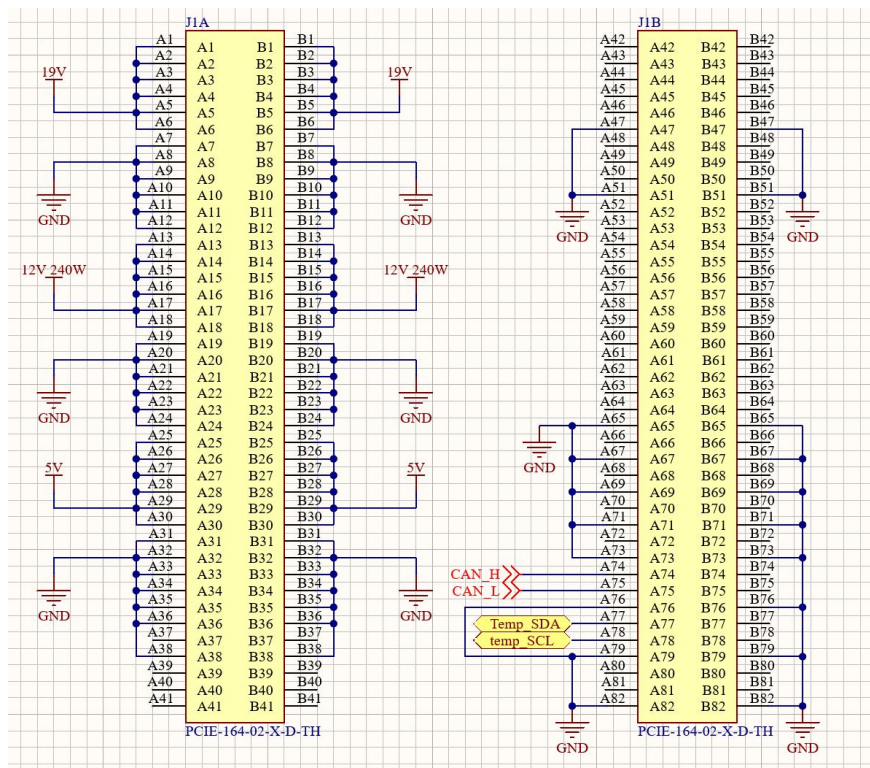 J1A
A1 A1 B1 B1
A2 A2 B2 B2
19V A3 A3 B3 B3 19V
A4 A4 B4 B4
A5 A5 B5 B5
A6 A6 B6 B6
A7 A7 B7 B7
A8 A8 B8 B8
A9 A9 B9 B9
A10 A10 B10 B10
A11 A11 B11 B11
GND A12 A12 B12 B12 GND
A13 A13 B13 B13
A14 A14 B14 B14
12V 240W A15 A15 B15 B15 12V 240W
A16 A16 B16 B16
A17 A17 B17 B17
A18 A18 B18 B18
A19 A19 B19 B19
A20 A20 B20 B20
A21 A21 B21 B21
A22 A22 B22 B22
A23 A23 B23 B23
GND A24 A24 B24 B24 GND
A25 A25 B25 B25
A26 A26 B26 B26
5V A27 A27 B27 B27 5V
A28 A28 B28 B28
A29 A29 B29 B29
A30 A30 B30 B30
A31 A31 B31 B31
A32 A32 B32 B32
A33 A33 B33 B33
A34 A34 B34 B34
A35 A35 B35 B35
GND A36 A36 B36 B36 GND
A37 A37 B37 B37
A38 A38 B38 B38
A39 A39 B39 B39
A40 A40 B40 B40
A41 A41 B41 B41
PCIE-164-02-X-D-TH
J1B
A42 A42 B42 B42
A43 A43 B43 B43
A44 A44 B44 B44
A45 A45 B45 B45
A46 A46 B46 B46
A47 A47 B47 B47
A48 A48 B48 B48
A49 A49 B49 B49
A50 A50 B50 B50
A51 A51 B51 B51
A52 A52 B52 B52
A53 A53 B53 B53
GND A54 A54 B54 B54 GND
A55 A55 B55 B55
A56 A56 B56 B56
A57 A57 B57 B57
A58 A58 B58 B58
A59 A59 B59 B59
A60 A60 B60 B60
A61 A61 B61 B61
A62 A62 B62 B62
A63 A63 B63 B63
A64 A64 B64 B64
A65 A65 B65 B65
A66 A66 B66 B66
A67 A67 B67 B67
GND A68 A68 B68 B68
A69 A69 B69 B69
A70 A70 B70 B70
A71 A71 B71 B71
A72 A72 B72 B72
A73 A73 B73 B73
CAN_H A74 A74 B74 B74
CAN_L A75 A75 B75 B75
A76 A76 B76 B76
Temp_SDA A77 A77 B77 B77
temp_SCL A78 A78 B78 B78
A79 A79 B79 B79
A80 A80 B80 B80
A81 A81 B81 B81
A82 A82 B82 B82
PCIE-164-02-X-D-TH
GND GND